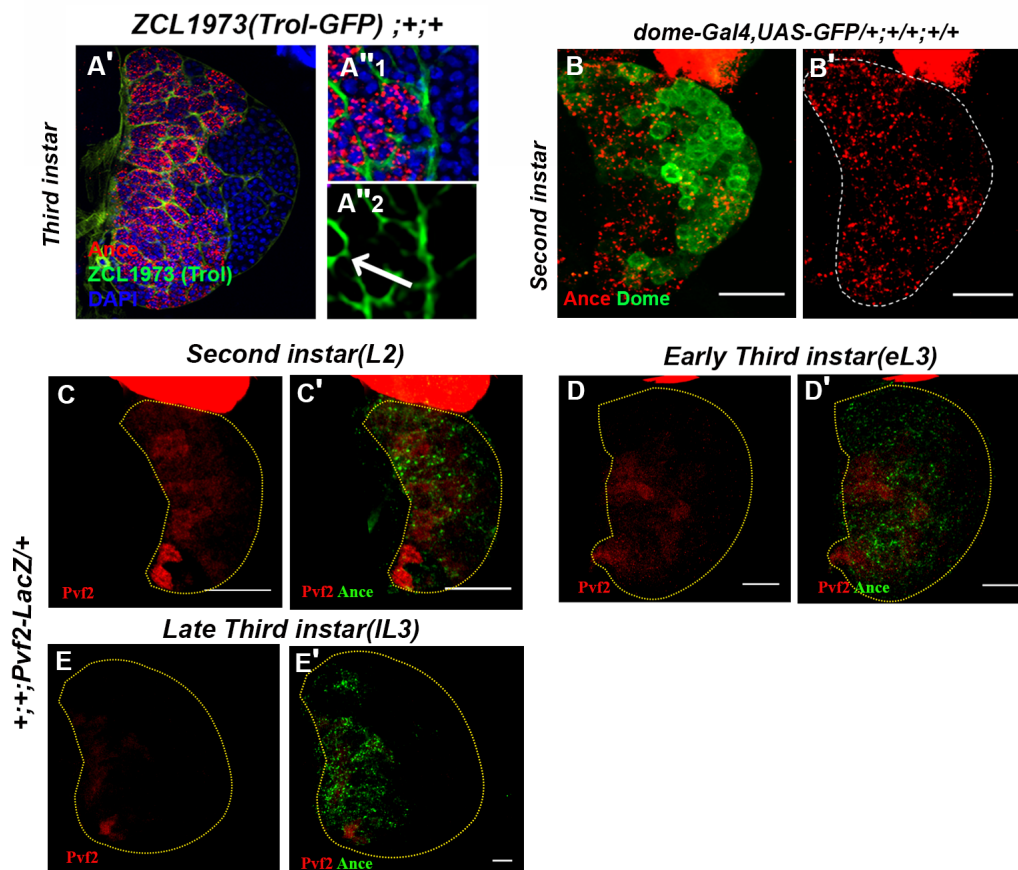 ZCL1973(Trol-GFP) ;+;+
dome-Gal4,UAS-GFP/+;+/+;+/+
Third instar
A'
Ance
ZCL1973 (Trol)
DAPI
A"1
A"2
Second instar
B
Ance Dome
B'
Second instar(L2)
Early Third instar(eL3)
+;+;Pvf2-LacZ/+
C
Pvf2
C'
Pvf2 Ance
D
Pvf2
D'
Pvf2 Ance
Late Third instar(lL3)
E
Pvf2
E'
Pvf2 Ance